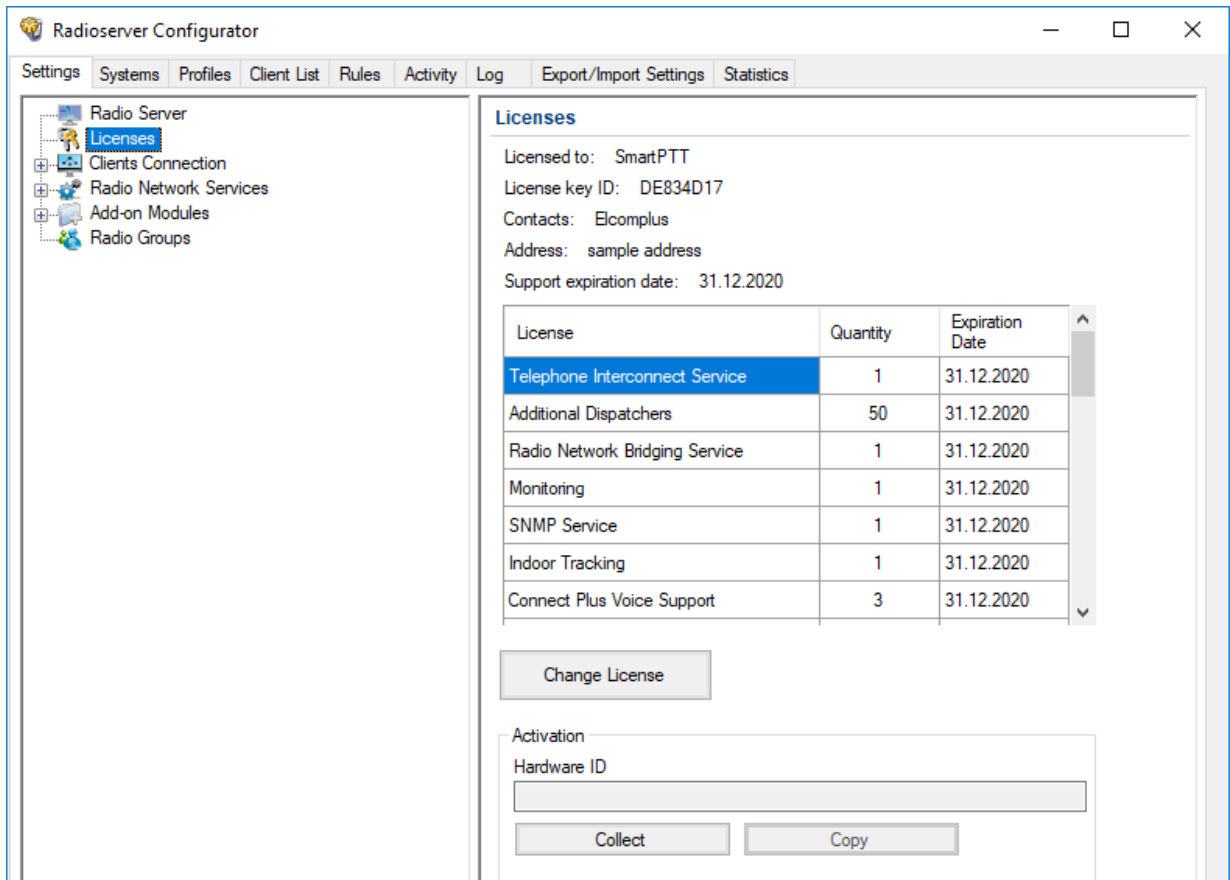 Radioserver Configurator
Settings Systems Profiles Client List Rules Activity Log Export/Import Settings Statistics
Radio Server
Licenses
Clients Connection
Radio Network Services
Add-on Modules
Radio Groups
Licenses
Licensed to: SmartPTT
License key ID: DE834D17
Contacts: Elcomplus
Address: sample address
Support expiration date: 31.12.2020
License Quantity Expiration Date
Telephone Interconnect Service 1 31.12.2020
Additional Dispatchers 50 31.12.2020
Radio Network Bridging Service 1 31.12.2020
Monitoring 1 31.12.2020
SNMP Service 1 31.12.2020
Indoor Tracking 1 31.12.2020
Connect Plus Voice Support 3 31.12.2020
Change License
Activation
Hardware ID
Collect Copy